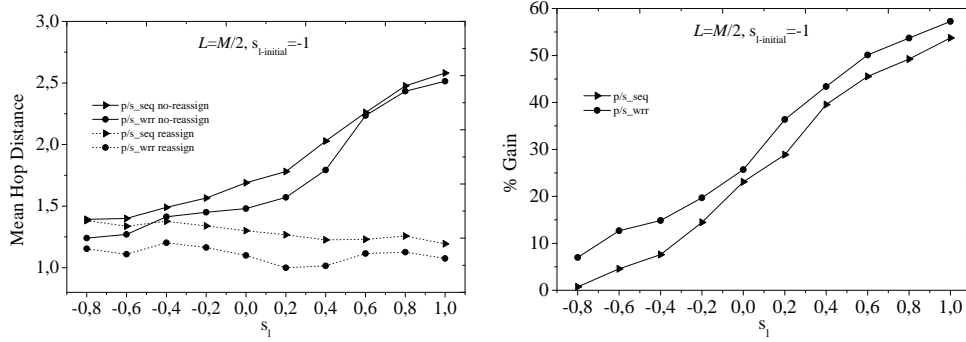 L=M/2, s_l-initial=-1
p/s_seq no-reassign
p/s_wrr no-reassign
p/s_seq reassign
p/s_wrr reassign
Mean Hop Distance
3,0
2,5
2,0
1,5
1,0
-0,8 -0,6 -0,4 -0,2 0,0 0,2 0,4 0,6 0,8 1,0
s_l
L=M/2, s_l-initial=-1
p/s_seq
p/s_wrr
% Gain
60
50
40
30
20
10
0
-0,8 -0,6 -0,4 -0,2 0,0 0,2 0,4 0,6 0,8 1,0
s_l